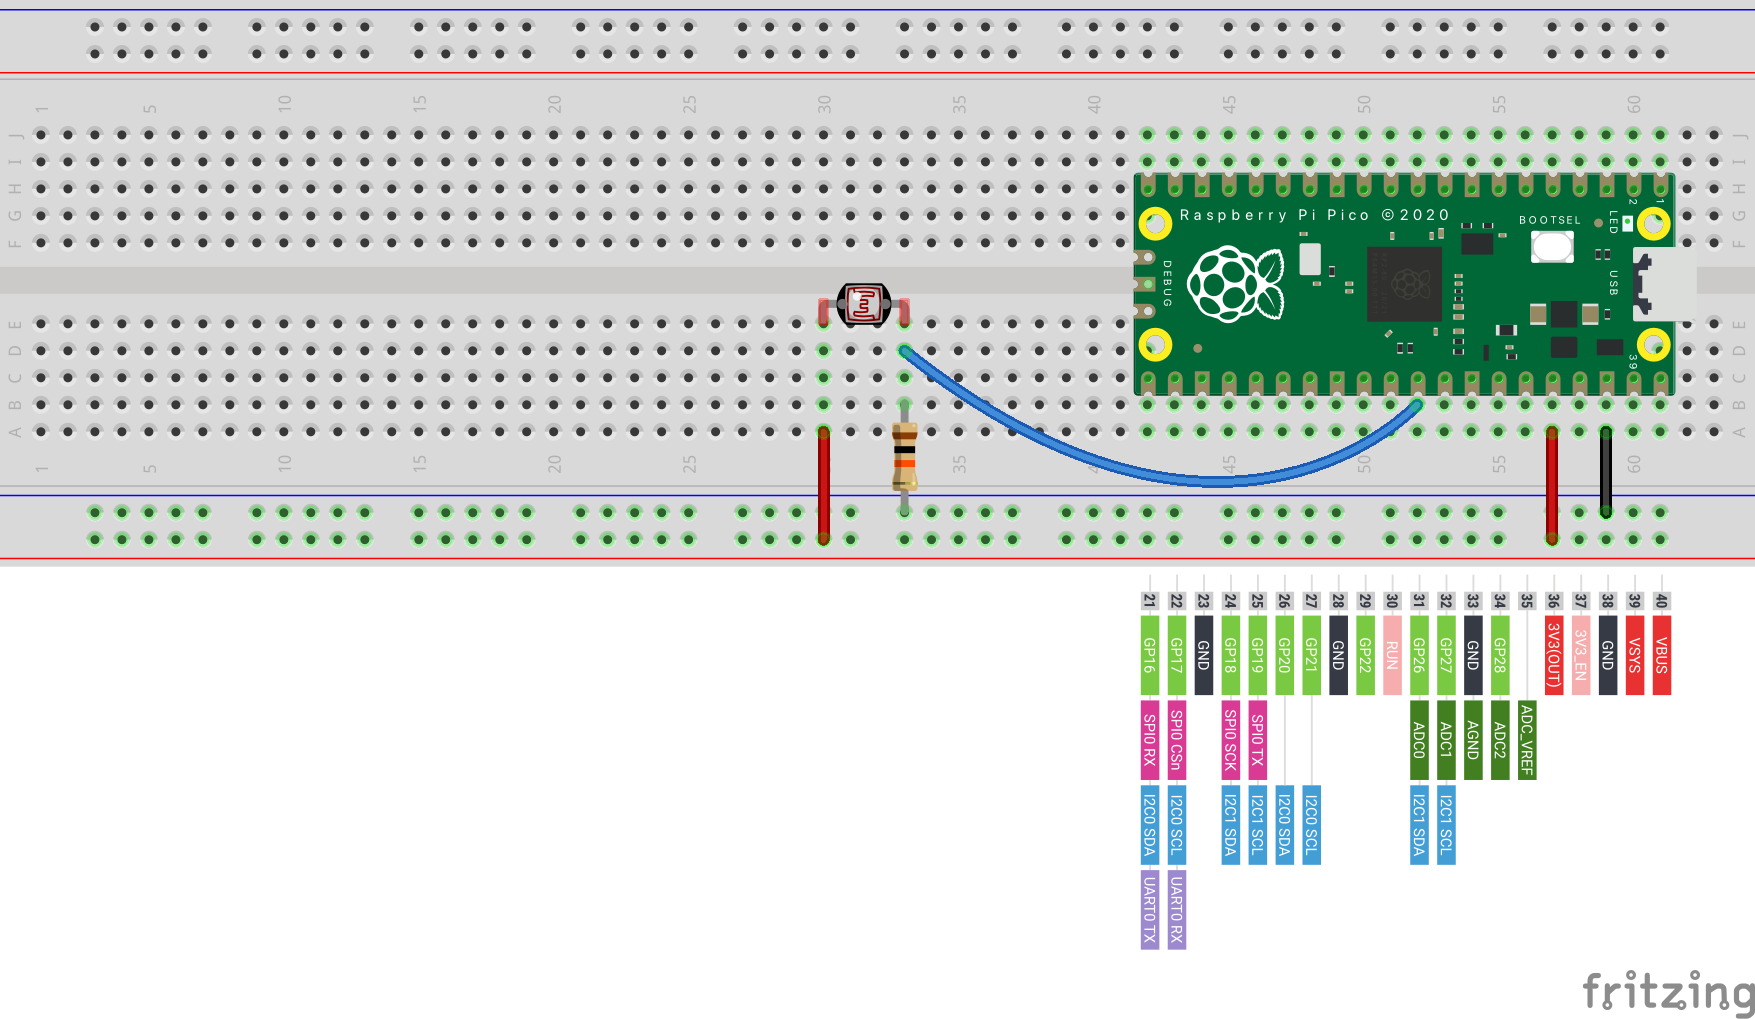 1 5 10 15 20 25 30 35 40 45 50 55 60
J J
I I
H H
G G
F F
Raspberry Pi Pico ©2020
BOOTSEL
LED
2
1
DEBUG
USB
39
E E
D D
C C
B B
A A
1 5 10 15 20 25 35 40 45 50 55 60
21 22 23 24 25 26 27 28 29 30 31 32 33 34 35 36 37 38 39 40
GP16 GP17 GND GP18 GP19 GP20 GP21 GND GP22 RUN GP26 GP27 GND GP28 3V3(OUT) 3V3_EN GND VSYS VBUS
SPI0 RX SPI0 CSn SPI0 SCK SPI0 TX ADC0 ADC1 AGND ADC2 ADC_VREF
I2C0 SDA I2C0 SCL I2C1 SDA I2C1 SCL I2C0 SDA I2C0 SCL I2C1 SDA I2C1 SCL
UART0 TX UART0 RX
fritzing